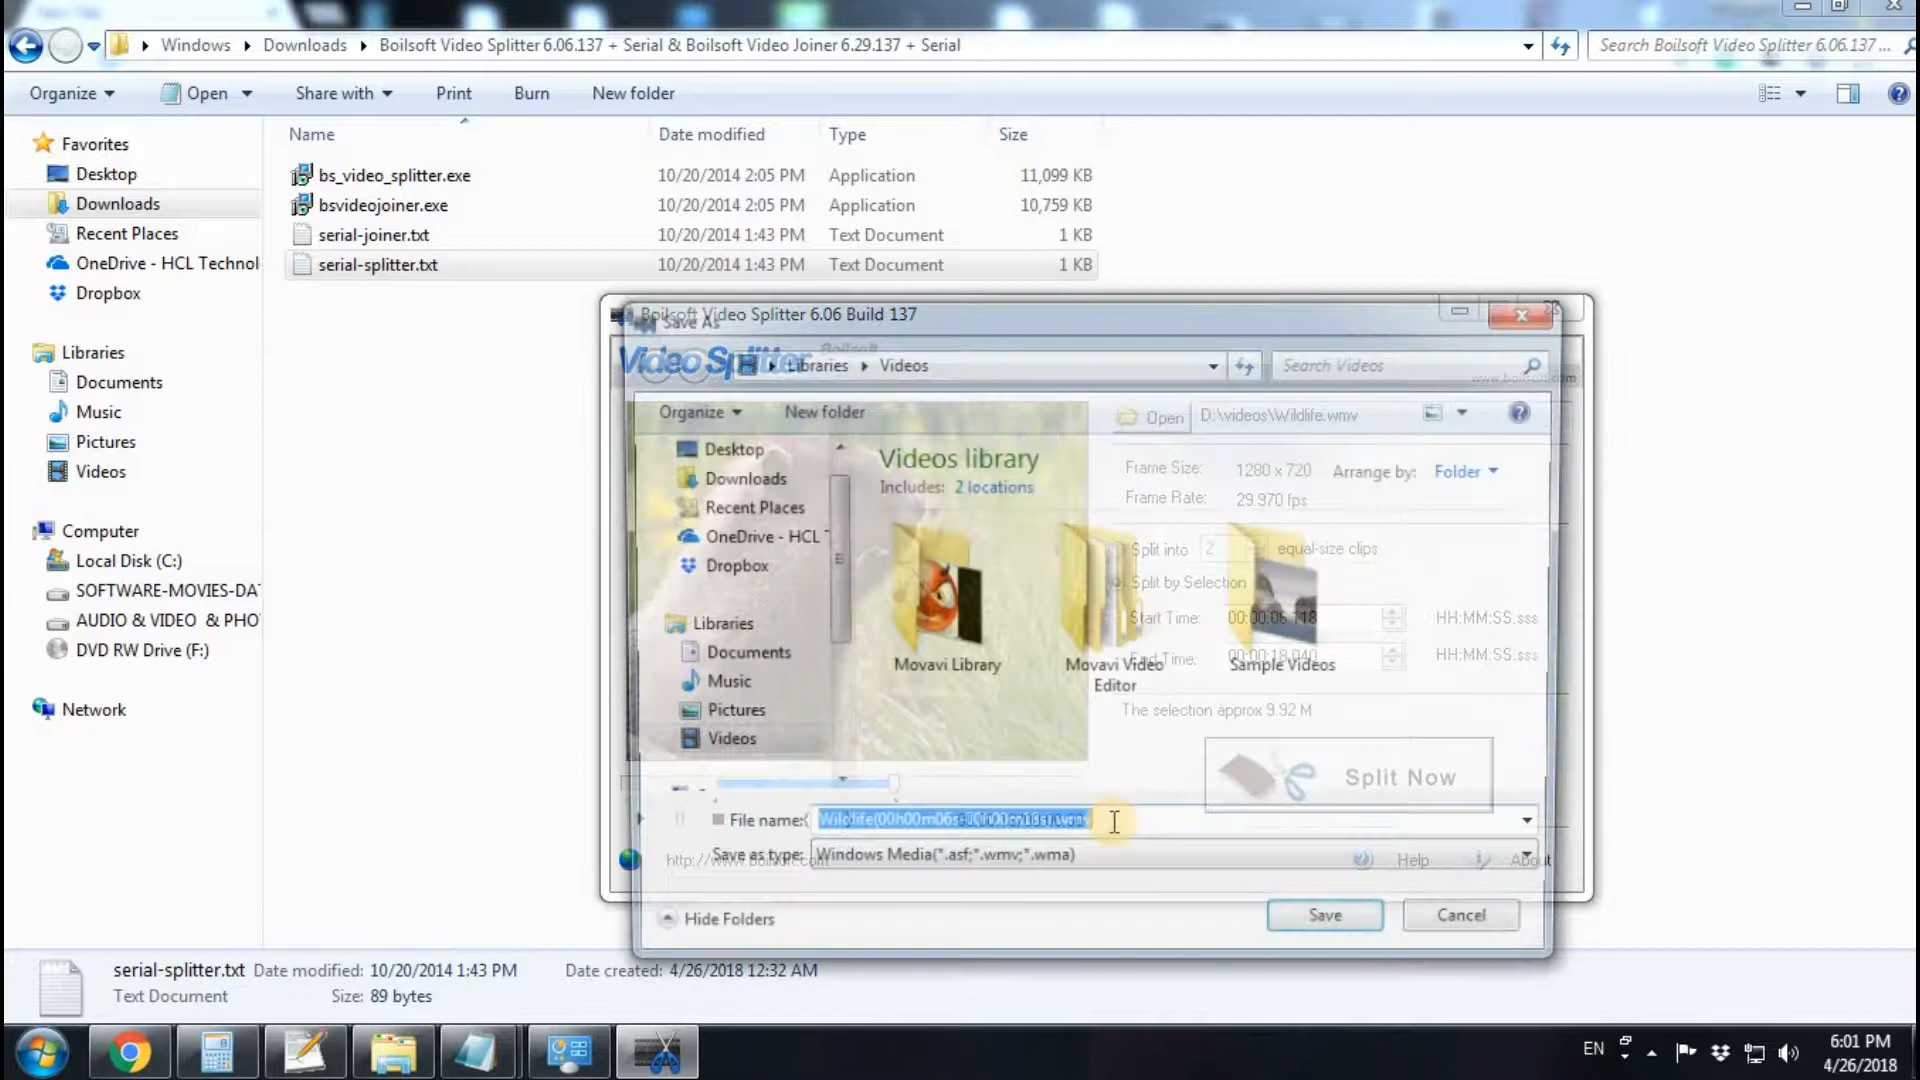 Windows Downloads Boilsoft Video Splitter 6.06.137 + Serial & Boilsoft Video Joiner 6.29.137 + Serial
Search Boilsoft Video Splitter 6.06.137 ...
Organize Open Share with Print Burn New folder
Name Date modified Type Size
Favorites
Desktop
Downloads
Recent Places
OneDrive - HCL Technol
Dropbox
Libraries
Documents
Music
Pictures
Videos
Computer
Local Disk (C:)
SOFTWARE-MOVIES-DA
AUDIO & VIDEO & PHO
DVD RW Drive (F:)
Network
bs_video_splitter.exe 10/20/2014 2:05 PM Application 11,099 KB
bsvideojoiner.exe 10/20/2014 2:05 PM Application 10,759 KB
serial-joiner.txt 10/20/2014 1:43 PM Text Document 1 KB
serial-splitter.txt 10/20/2014 1:43 PM Text Document 1 KB
Boilsoft Video Splitter 6.06 Build 137
Save As
Video Splitter Boilsoft
Libraries Videos
Search Videos
Organize New folder
Open D:\videos\Wildlife.wmv
Desktop
Downloads
Recent Places
OneDrive - HCL T
Dropbox
Libraries
Documents
Music
Pictures
Videos
Videos library
Includes: 2 locations
Frame Size: 1280 x 720
Arrange by: Folder
Frame Rate: 29.970 fps
Split into 2 equal-size clips
Split by Selection
Start Time: 00:00:06.118 HH:MM:SS.sss
End Time: 00:00:18.040 HH:MM:SS.sss
Movavi Library
Movavi Video Editor
Sample Videos
The selection approx 9.92 M
Split Now
File name: Wildlife(00h00m06s-00h00m18s).wmv
Save as type: Windows Media(*.asf;*.wmv;*.wma)
Help About
Hide Folders
Save Cancel
serial-splitter.txt Date modified: 10/20/2014 1:43 PM Date created: 4/26/2018 12:32 AM
Text Document Size: 89 bytes
EN
6:01 PM
4/26/2018